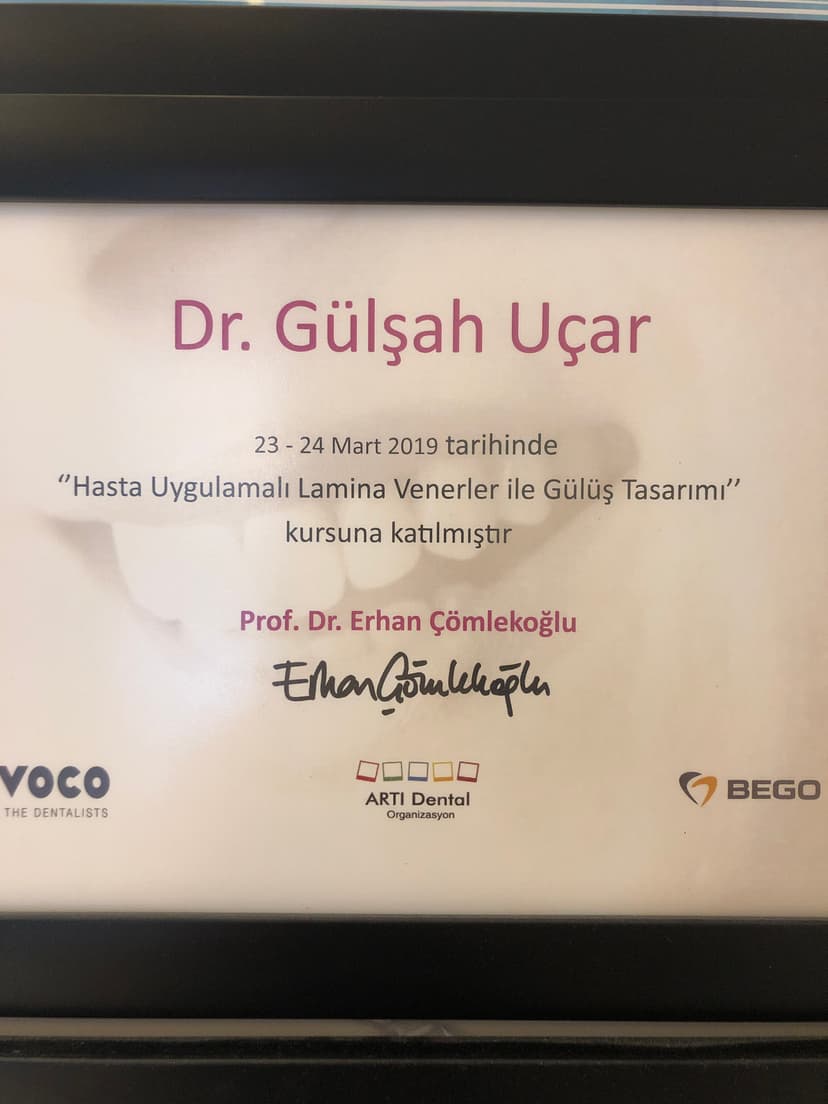 Dr. Gülşah Uçar
23 - 24 Mart 2019 tarihinde
‘’Hasta Uygulamalı Lamina Venerler ile Gülüş Tasarımı’’
kursuna katılmıştır
Prof. Dr. Erhan Çömlekoğlu
Erhan Çömlekoğlu
VOCO
THE DENTALISTS
ARTI Dental
Organizasyon
BEGO